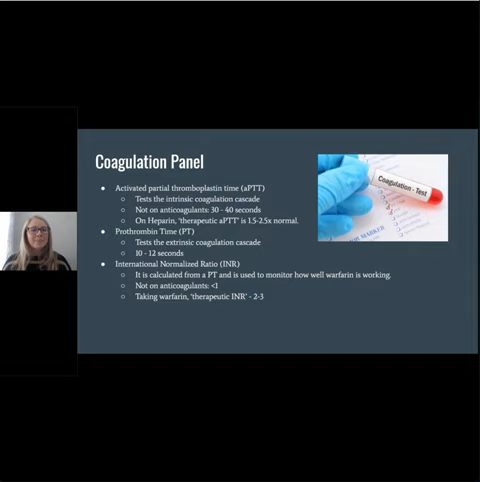 Coagulation Panel
● Activated partial thromboplastin time (aPTT)
○ Tests the intrinsic coagulation cascade
○ Not on anticoagulants: 30 - 40 seconds
○ On Heparin, 'therapeutic aPTT' is 1.5-2.5x normal.
● Prothrombin Time (PT)
○ Tests the extrinsic coagulation cascade
○ 10 - 12 seconds
● International Normalized Ratio (INR)
○ It is calculated from a PT and is used to monitor how well warfarin is working.
○ Not on anticoagulants: <1
○ Taking warfarin, 'therapeutic INR' - 2-3
Coagulation - Test
MARKER